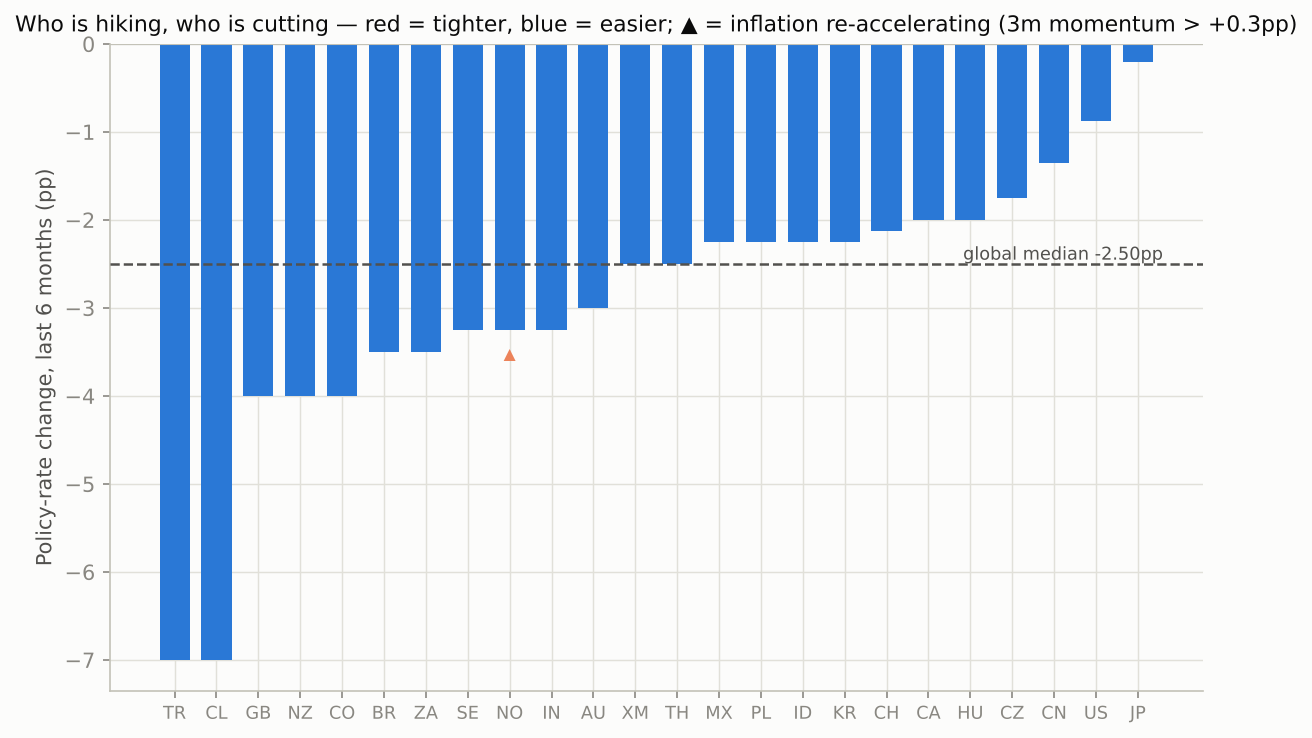 Who is hiking, who is cutting — red = tighter, blue = easier; ▲ = inflation re-accelerating (3m momentum > +0.3pp)
Policy-rate change, last 6 months (pp)
0
−1
−2
−3
−4
−5
−6
−7
global median -2.50pp
TR CL GB NZ CO BR ZA SE NO IN AU XM TH MX PL ID KR CH CA HU CZ CN US JP